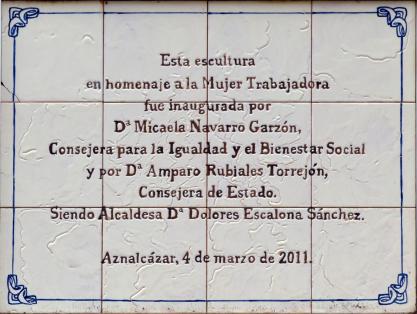 Esta escultura
en homenaje a la Mujer Trabajadora
fue inaugurada por
Dª Micaela Navarro Garzón,
Consejera para la Igualdad y el Bienestar Social
y por Dª Amparo Rubiales Torrejón,
Consejera de Estado.
Siendo Alcaldesa Dª Dolores Escalona Sánchez.
Aznalcázar, 4 de marzo de 2011.